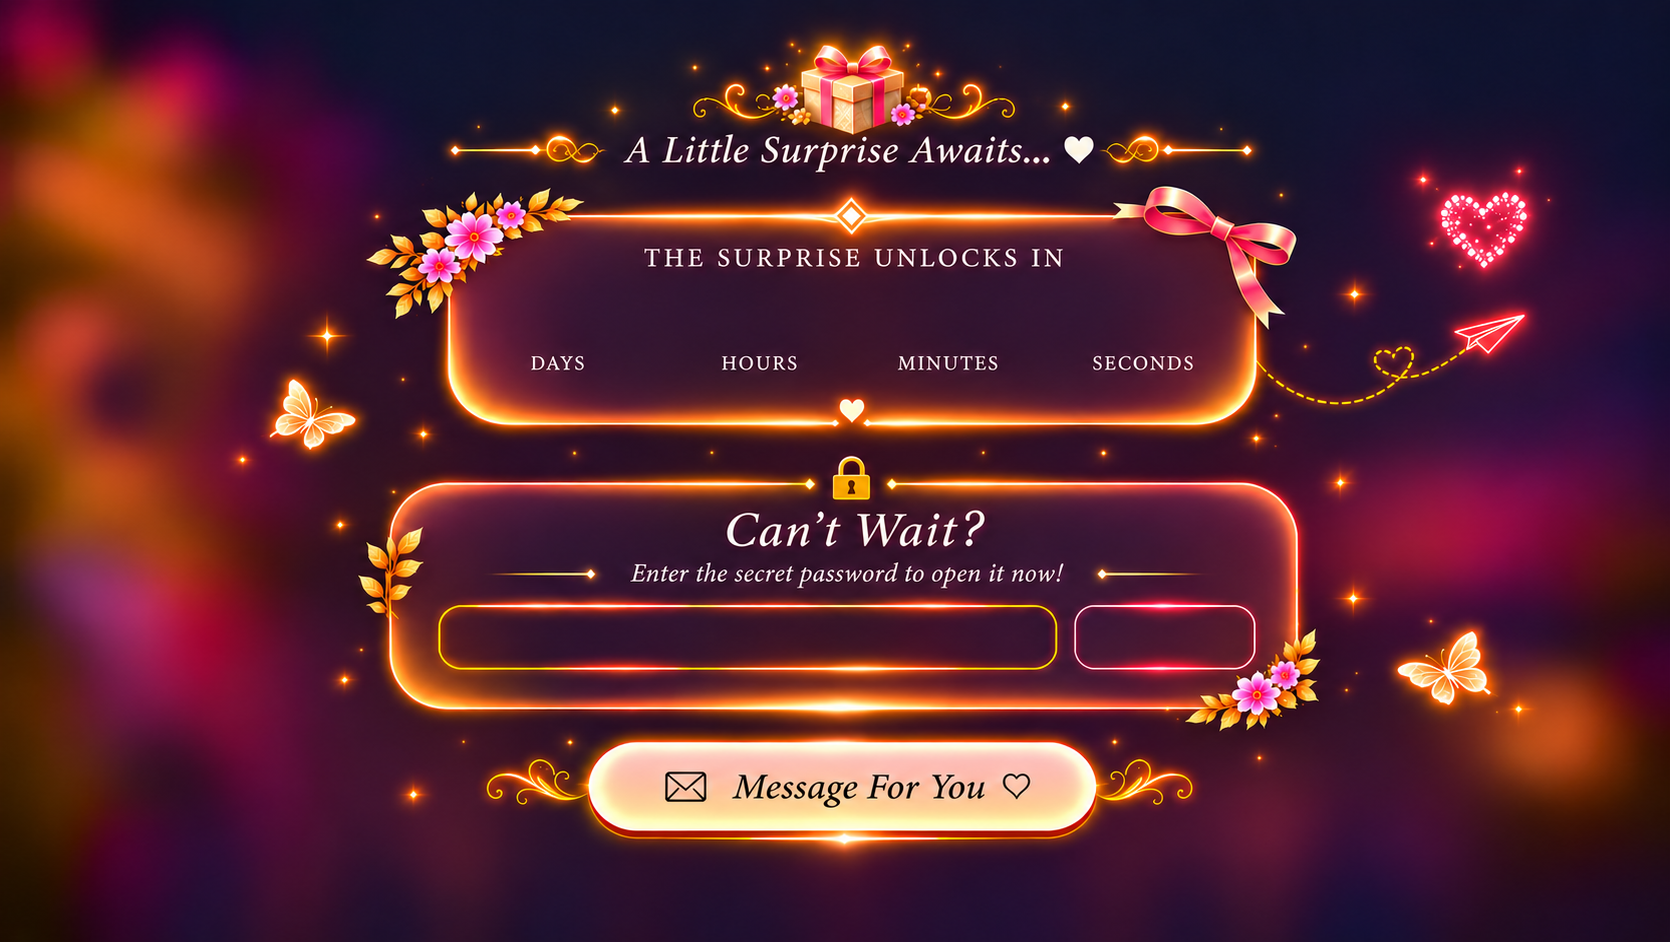 A Little Surprise Awaits...
THE SURPRISE UNLOCKS IN
DAYS HOURS MINUTES SECONDS
Can't Wait?
Enter the secret password to open it now!
Message For You